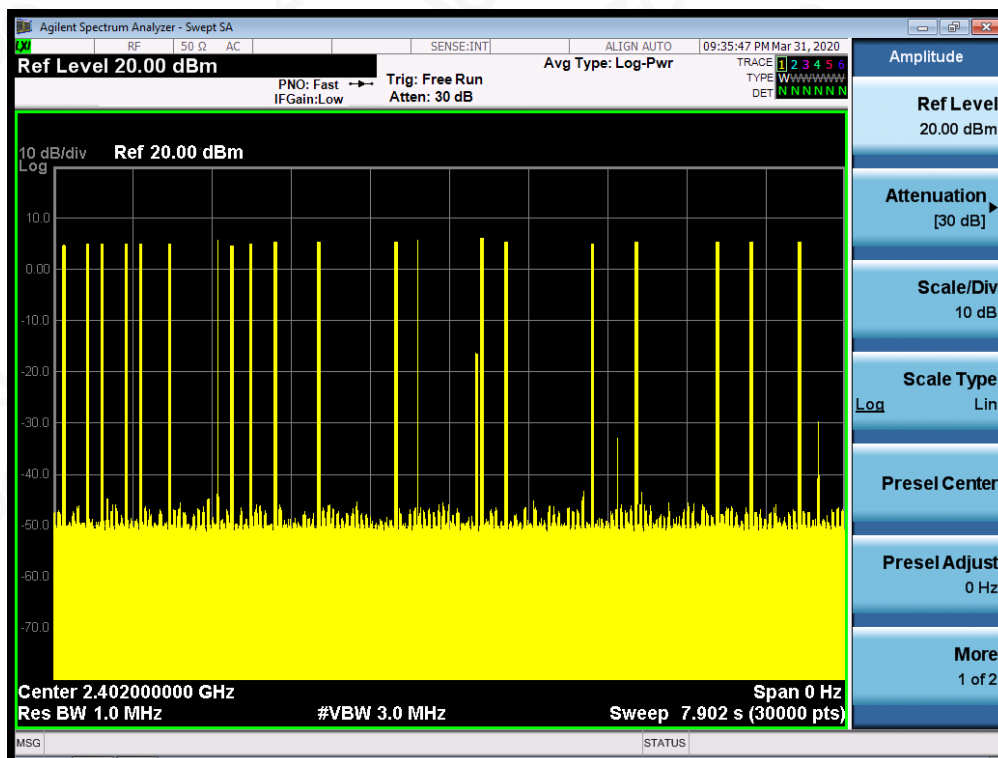 Agilent Spectrum Analyzer - Swept SA
LXI RF 50 Ω AC SENSE:INT ALIGN AUTO 09:35:47 PM Mar 31, 2020
Ref Level 20.00 dBm
PNO: Fast
IFGain:Low
Trig: Free Run
Atten: 30 dB
Avg Type: Log-Pwr
TRACE 1 2 3 4 5 6
TYPE WWWWWW
DET N N N N N N
10 dB/div Ref 20.00 dBm
Log
10.0
0.00
-10.0
-20.0
-30.0
-40.0
-50.0
-60.0
-70.0
Center 2.402000000 GHz Span 0 Hz
Res BW 1.0 MHz #VBW 3.0 MHz Sweep 7.902 s (30000 pts)
MSG STATUS
Amplitude
Ref Level
20.00 dBm
Attenuation
[30 dB]
Scale/Div
10 dB
Scale Type
Log Lin
Presel Center
Presel Adjust
0 Hz
More
1 of 2